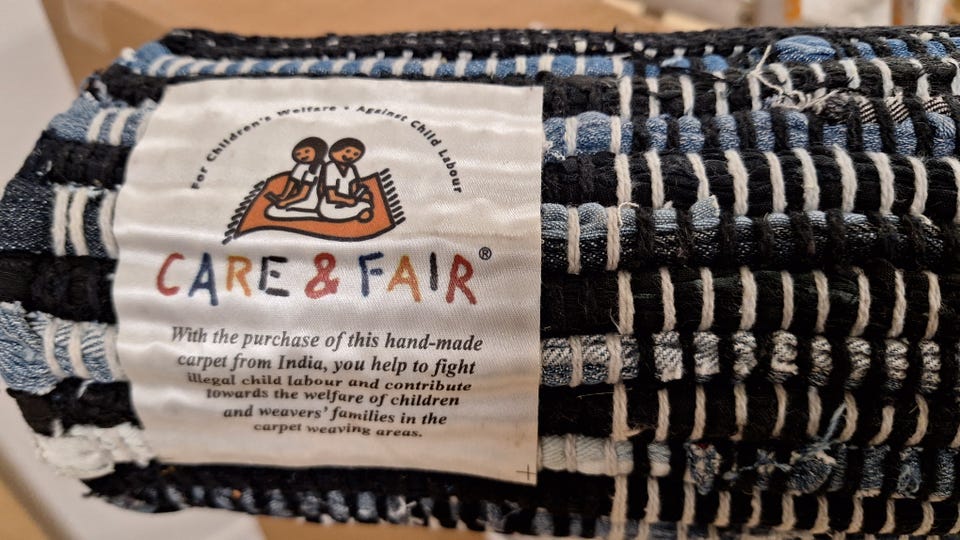 For Children's Welfare • Against Child Labour
CARE & FAIR®
With the purchase of this hand-made
carpet from India, you help to fight
illegal child labour and contribute
towards the welfare of children
and weavers' families in the
carpet weaving areas.